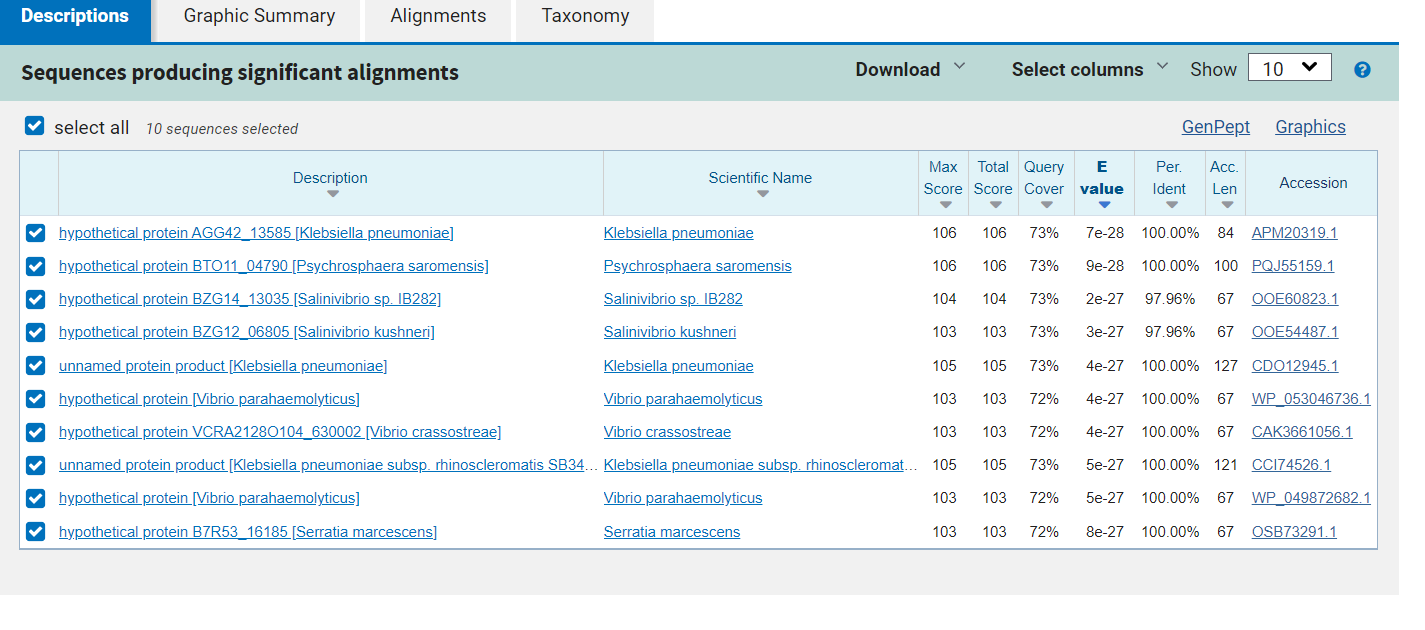 Descriptions Graphic Summary Alignments Taxonomy
Sequences producing significant alignments Download Select columns Show 10 ?
select all 10 sequences selected GenPept Graphics
Description Scientific Name Max Score Total Score Query Cover E value Per. Ident Acc. Len Accession
hypothetical protein AGG42_13585 [Klebsiella pneumoniae] Klebsiella pneumoniae 106 106 73% 7e-28 100.00% 84 APM20319.1
hypothetical protein BTO11_04790 [Psychrosphaera saromensis] Psychrosphaera saromensis 106 106 73% 9e-28 100.00% 100 PQJ55159.1
hypothetical protein BZG14_13035 [Salinivibrio sp. IB282] Salinivibrio sp. IB282 104 104 73% 2e-27 97.96% 67 OOE60823.1
hypothetical protein BZG12_06805 [Salinivibrio kushneri] Salinivibrio kushneri 103 103 73% 3e-27 97.96% 67 OOE54487.1
unnamed protein product [Klebsiella pneumoniae] Klebsiella pneumoniae 105 105 73% 4e-27 100.00% 127 CDO12945.1
hypothetical protein [Vibrio parahaemolyticus] Vibrio parahaemolyticus 103 103 72% 4e-27 100.00% 67 WP_053046736.1
hypothetical protein VCRA2128O104_630002 [Vibrio crassostreae] Vibrio crassostreae 103 103 72% 4e-27 100.00% 67 CAK3661056.1
unnamed protein product [Klebsiella pneumoniae subsp. rhinoscleromatis SB34... Klebsiella pneumoniae subsp. rhinoscleromat... 105 105 73% 5e-27 100.00% 121 CCI74526.1
hypothetical protein [Vibrio parahaemolyticus] Vibrio parahaemolyticus 103 103 72% 5e-27 100.00% 67 WP_049872682.1
hypothetical protein B7R53_16185 [Serratia marcescens] Serratia marcescens 103 103 72% 8e-27 100.00% 67 OSB73291.1